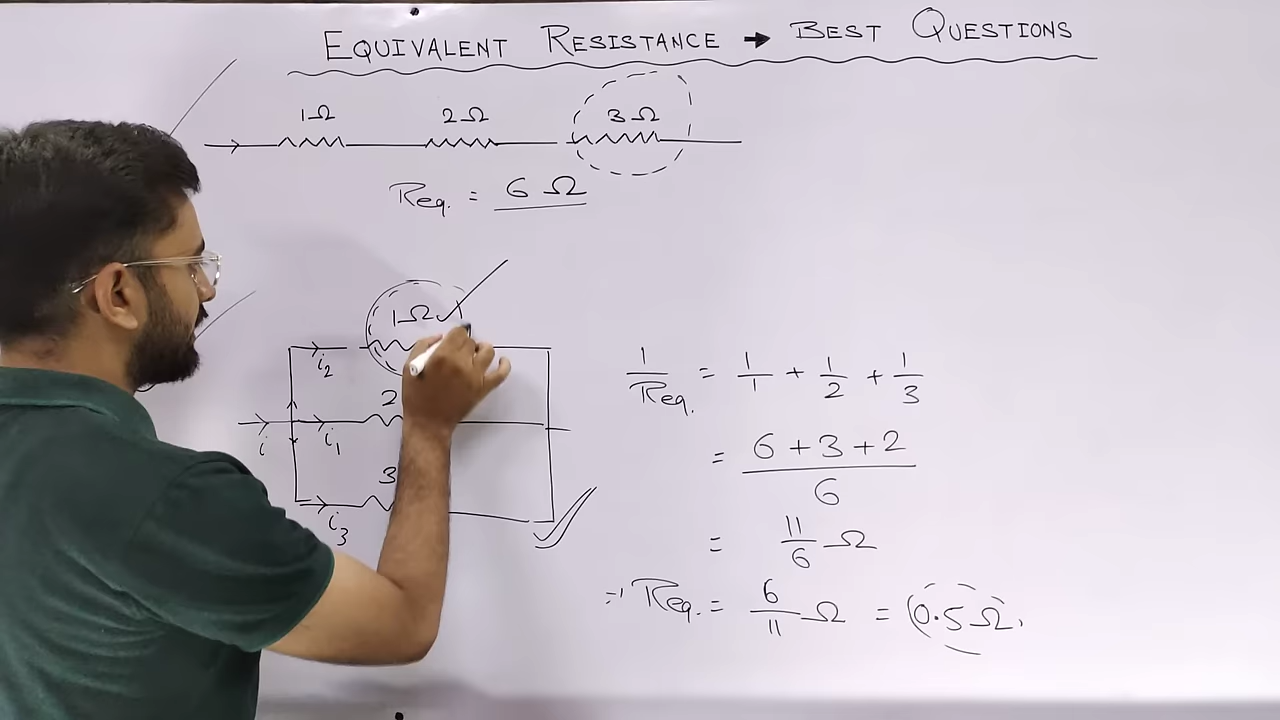 EQUIVALENT RESISTANCE → BEST QUESTIONS
1Ω 2Ω 3Ω
Req. = 6 Ω
1Ω
i2
2
i i1
3
i3
1/Req. = 1/1 + 1/2 + 1/3
= 6+3+2/6
= 11/6 Ω
Req. = 6/11 Ω = 0.5 Ω